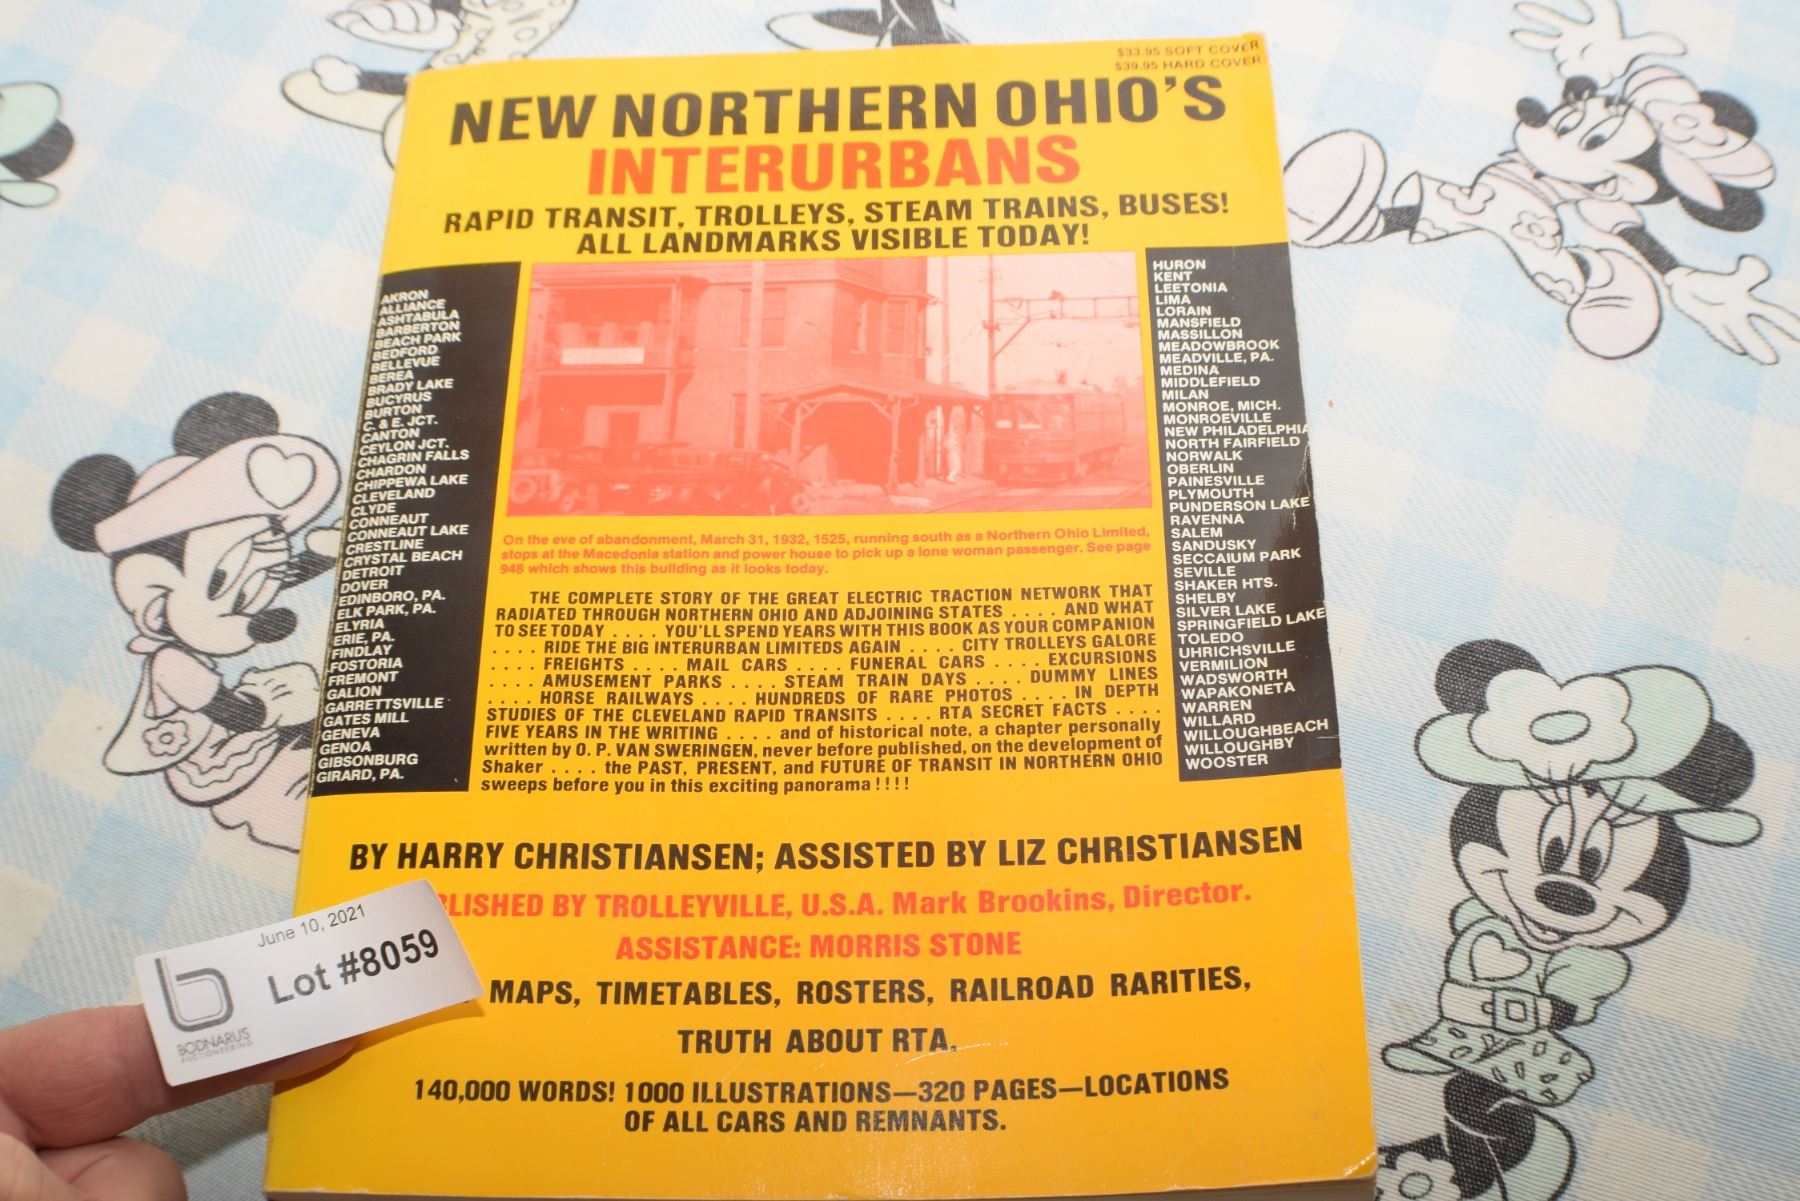 $33.95 SOFT COVER
$39.95 HARD COVER
NEW NORTHERN OHIO'S
INTERURBANS
RAPID TRANSIT, TROLLEYS, STEAM TRAINS, BUSES!
ALL LANDMARKS VISIBLE TODAY!
AKRON
ALLIANCE
ASHTABULA
BARBERTON
BEACH PARK
BEDFORD
BELLEVUE
BEREA
BRADY LAKE
BUCYRUS
BURTON
C. & E. JCT.
CANTON
CEYLON JCT.
CHAGRIN FALLS
CHARDON
CHIPPEWA LAKE
CLEVELAND
CLYDE
CONNEAUT
CONNEAUT LAKE
CRESTLINE
CRYSTAL BEACH
DETROIT
DOVER
EDINBORO, PA.
ELK PARK, PA.
ELYRIA
ERIE, PA.
FINDLAY
FOSTORIA
FREMONT
GALION
GARRETTSVILLE
GATES MILL
GENEVA
GENOA
GIBSONBURG
GIRARD, PA.
HURON
KENT
LEETONIA
LIMA
LORAIN
MANSFIELD
MASSILLON
MEADOWBROOK
MEADVILLE, PA.
MEDINA
MIDDLEFIELD
MILAN
MONROE, MICH.
MONROEVILLE
NEW PHILADELPHIA
NORTH FAIRFIELD
NORWALK
OBERLIN
PAINESVILLE
PLYMOUTH
PUNDERSON LAKE
RAVENNA
SALEM
SANDUSKY
SECCAIUM PARK
SEVILLE
SHAKER HTS.
SHELBY
SILVER LAKE
SPRINGFIELD LAKE
TOLEDO
UHRICHSVILLE
VERMILION
WADSWORTH
WAPAKONETA
WARREN
WILLARD
WILLOUGHBEACH
WILLOUGHBY
WOOSTER
On the eve of abandonment, March 31, 1932, 1525, running south as a Northern Ohio Limited,
stops at the Macedonia station and power house to pick up a lone woman passenger. See page
948 which shows this building as it looks today.
THE COMPLETE STORY OF THE GREAT ELECTRIC TRACTION NETWORK THAT
RADIATED THROUGH NORTHERN OHIO AND ADJOINING STATES .... AND WHAT
TO SEE TODAY .... YOU'LL SPEND YEARS WITH THIS BOOK AS YOUR COMPANION
.... RIDE THE BIG INTERURBAN LIMITEDS AGAIN .... CITY TROLLEYS GALORE
.... FREIGHTS .... MAIL CARS .... FUNERAL CARS .... EXCURSIONS
.... AMUSEMENT PARKS .... STEAM TRAIN DAYS .... DUMMY LINES
.... HORSE RAILWAYS .... HUNDREDS OF RARE PHOTOS .... IN DEPTH
STUDIES OF THE CLEVELAND RAPID TRANSITS .... RTA SECRET FACTS ....
FIVE YEARS IN THE WRITING .... and of historical note, a chapter personally
written by O. P. VAN SWERINGEN, never before published, on the development of
Shaker .... the PAST, PRESENT, and FUTURE OF TRANSIT IN NORTHERN OHIO
sweeps before you in this exciting panorama!!!!
BY HARRY CHRISTIANSEN; ASSISTED BY LIZ CHRISTIANSEN
LISHED BY TROLLEYVILLE, U.S.A. Mark Brookins, Director.
ASSISTANCE: MORRIS STONE
MAPS, TIMETABLES, ROSTERS, RAILROAD RARITIES,
TRUTH ABOUT RTA.
140,000 WORDS! 1000 ILLUSTRATIONS—320 PAGES—LOCATIONS
OF ALL CARS AND REMNANTS.
June 10, 2021
Lot #8059
BODNARUS
AUCTIONEERING